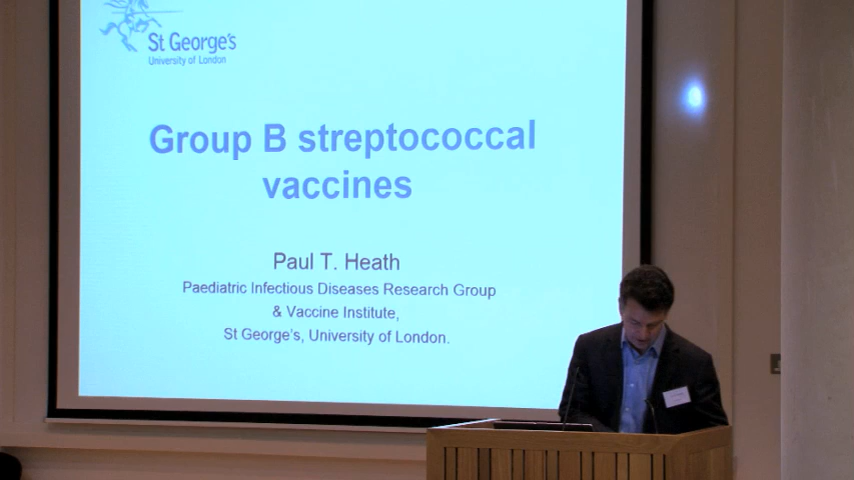 St George's
University of London
Group B streptococcal
vaccines
Paul T. Heath
Paediatric Infectious Diseases Research Group
& Vaccine Institute,
St George's, University of London.